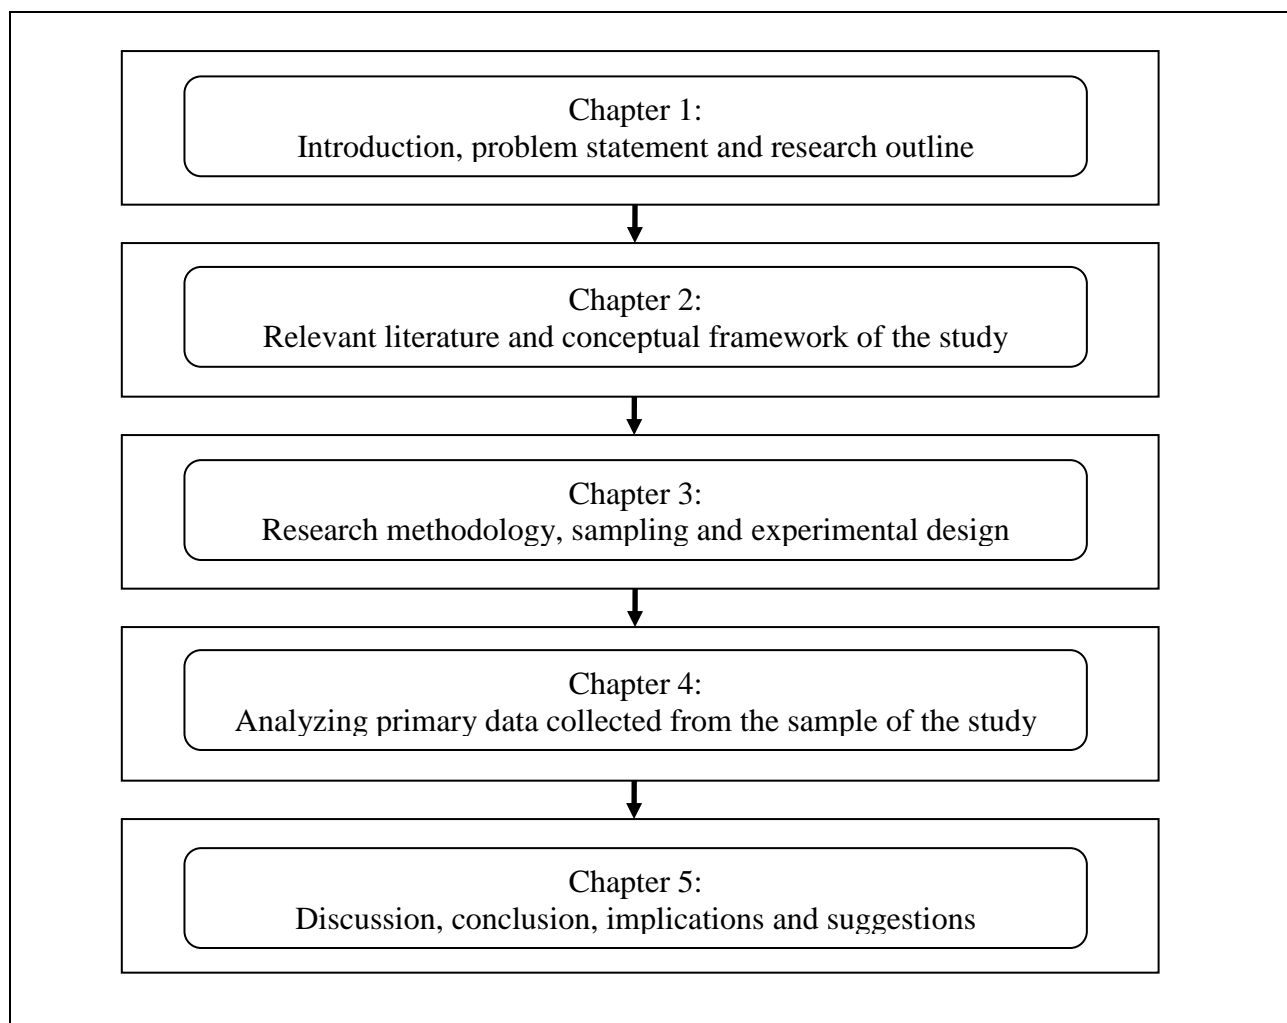 Chapter 1:
Introduction, problem statement and research outline
Chapter 2:
Relevant literature and conceptual framework of the study
Chapter 3:
Research methodology, sampling and experimental design
Chapter 4:
Analyzing primary data collected from the sample of the study
Chapter 5:
Discussion, conclusion, implications and suggestions